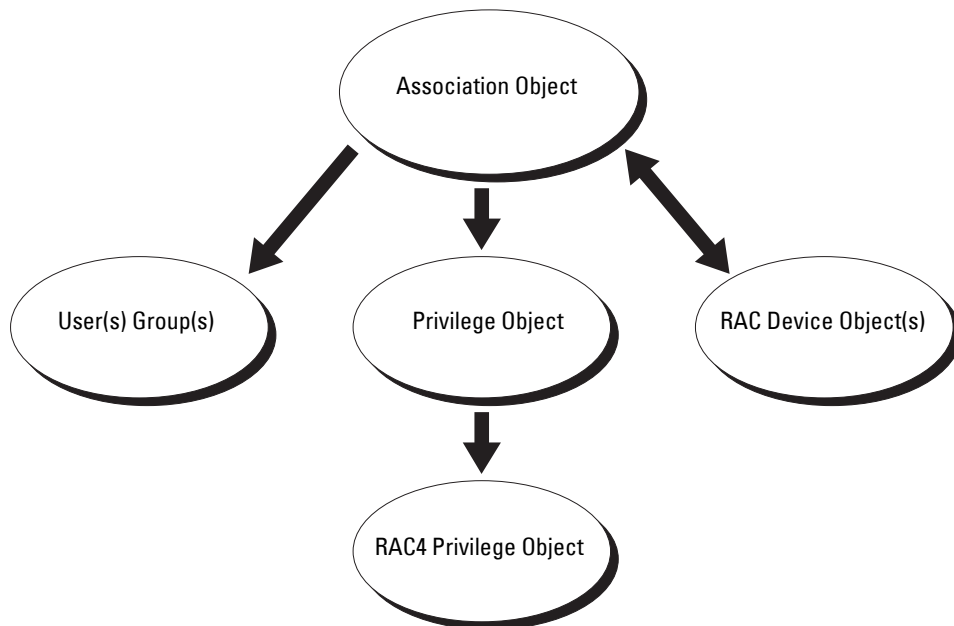 Association Object
User(s) Group(s)
Privilege Object
RAC Device Object(s)
RAC4 Privilege Object